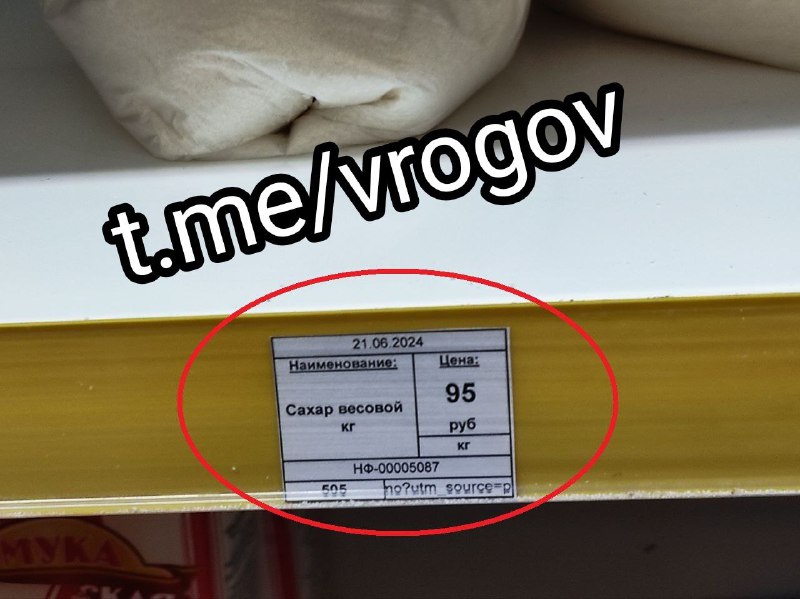 t.me/vrogov
21.06.2024
Наименование:
Цена:
Сахар весовой
кг
95
руб
кг
НФ-00005087
505
no?utm_source=p
МУКА